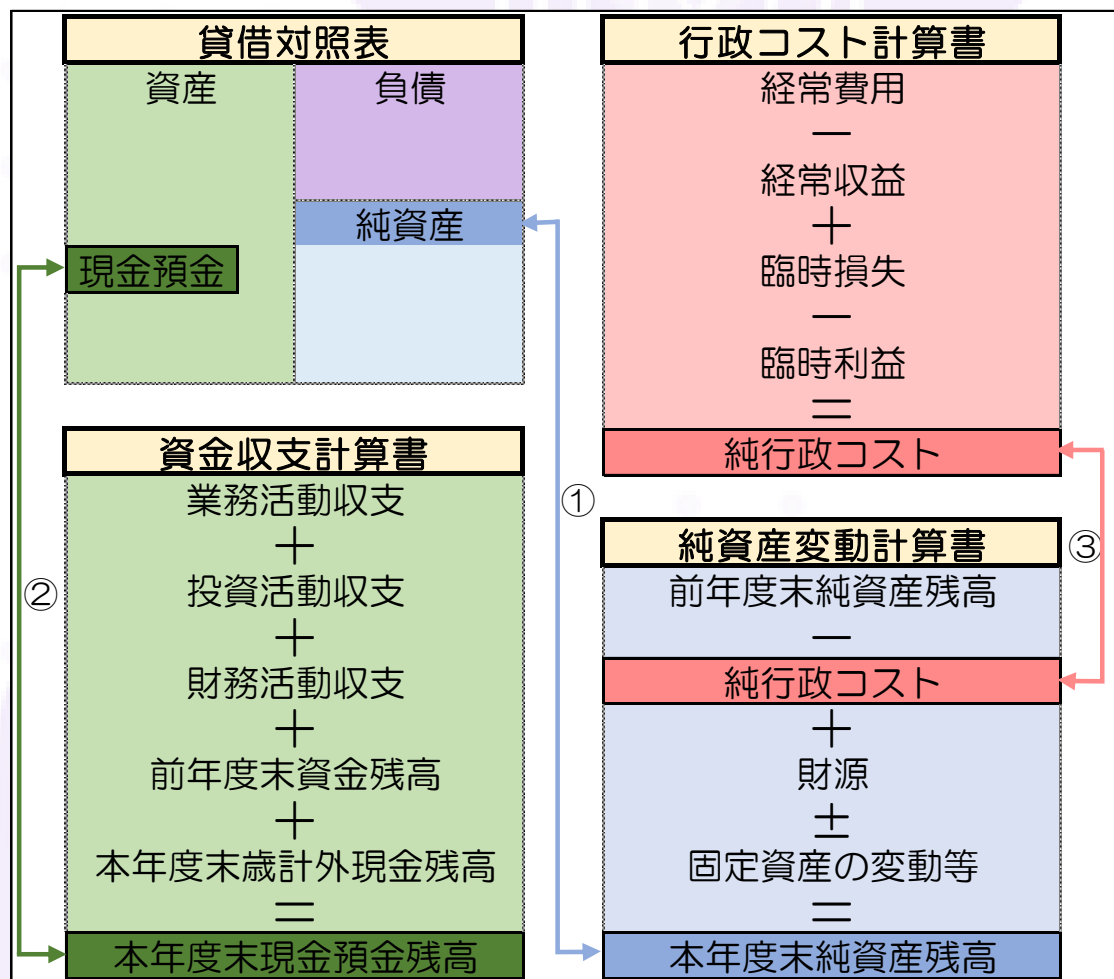 貸借対照表
資産
負債
純資産
現金預金
行政コスト計算書
経常費用
－
経常収益
＋
臨時損失
－
臨時利益
＝
純行政コスト
資金収支計算書
業務活動収支
＋
投資活動収支
＋
財務活動収支
＋
前年度末資金残高
＋
本年度末歳計外現金残高
＝
本年度末現金預金残高
純資産変動計算書
前年度末純資産残高
－
純行政コスト
＋
財源
±
固定資産の変動等
＝
本年度末純資産残高
①
②
③